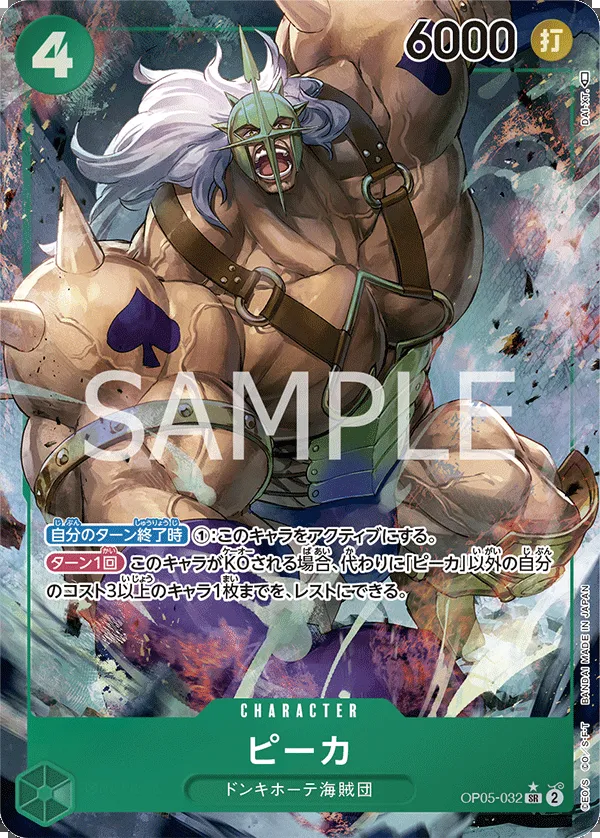 4
6000 打
DAI-XT.
SAMPLE
自分のターン終了時 ①:このキャラをアクティブにする。
ターン1回 このキャラがKOされる場合、代わりに「ピーカ」以外の自分
のコスト3以上のキャラ1枚までを、レストにできる。
CHARACTER
ピーカ
ドンキホーテ海賊団
OP05-032 SR 2
©E.O/S. ©O./S.・F・T BANDAI MADE IN JAPAN